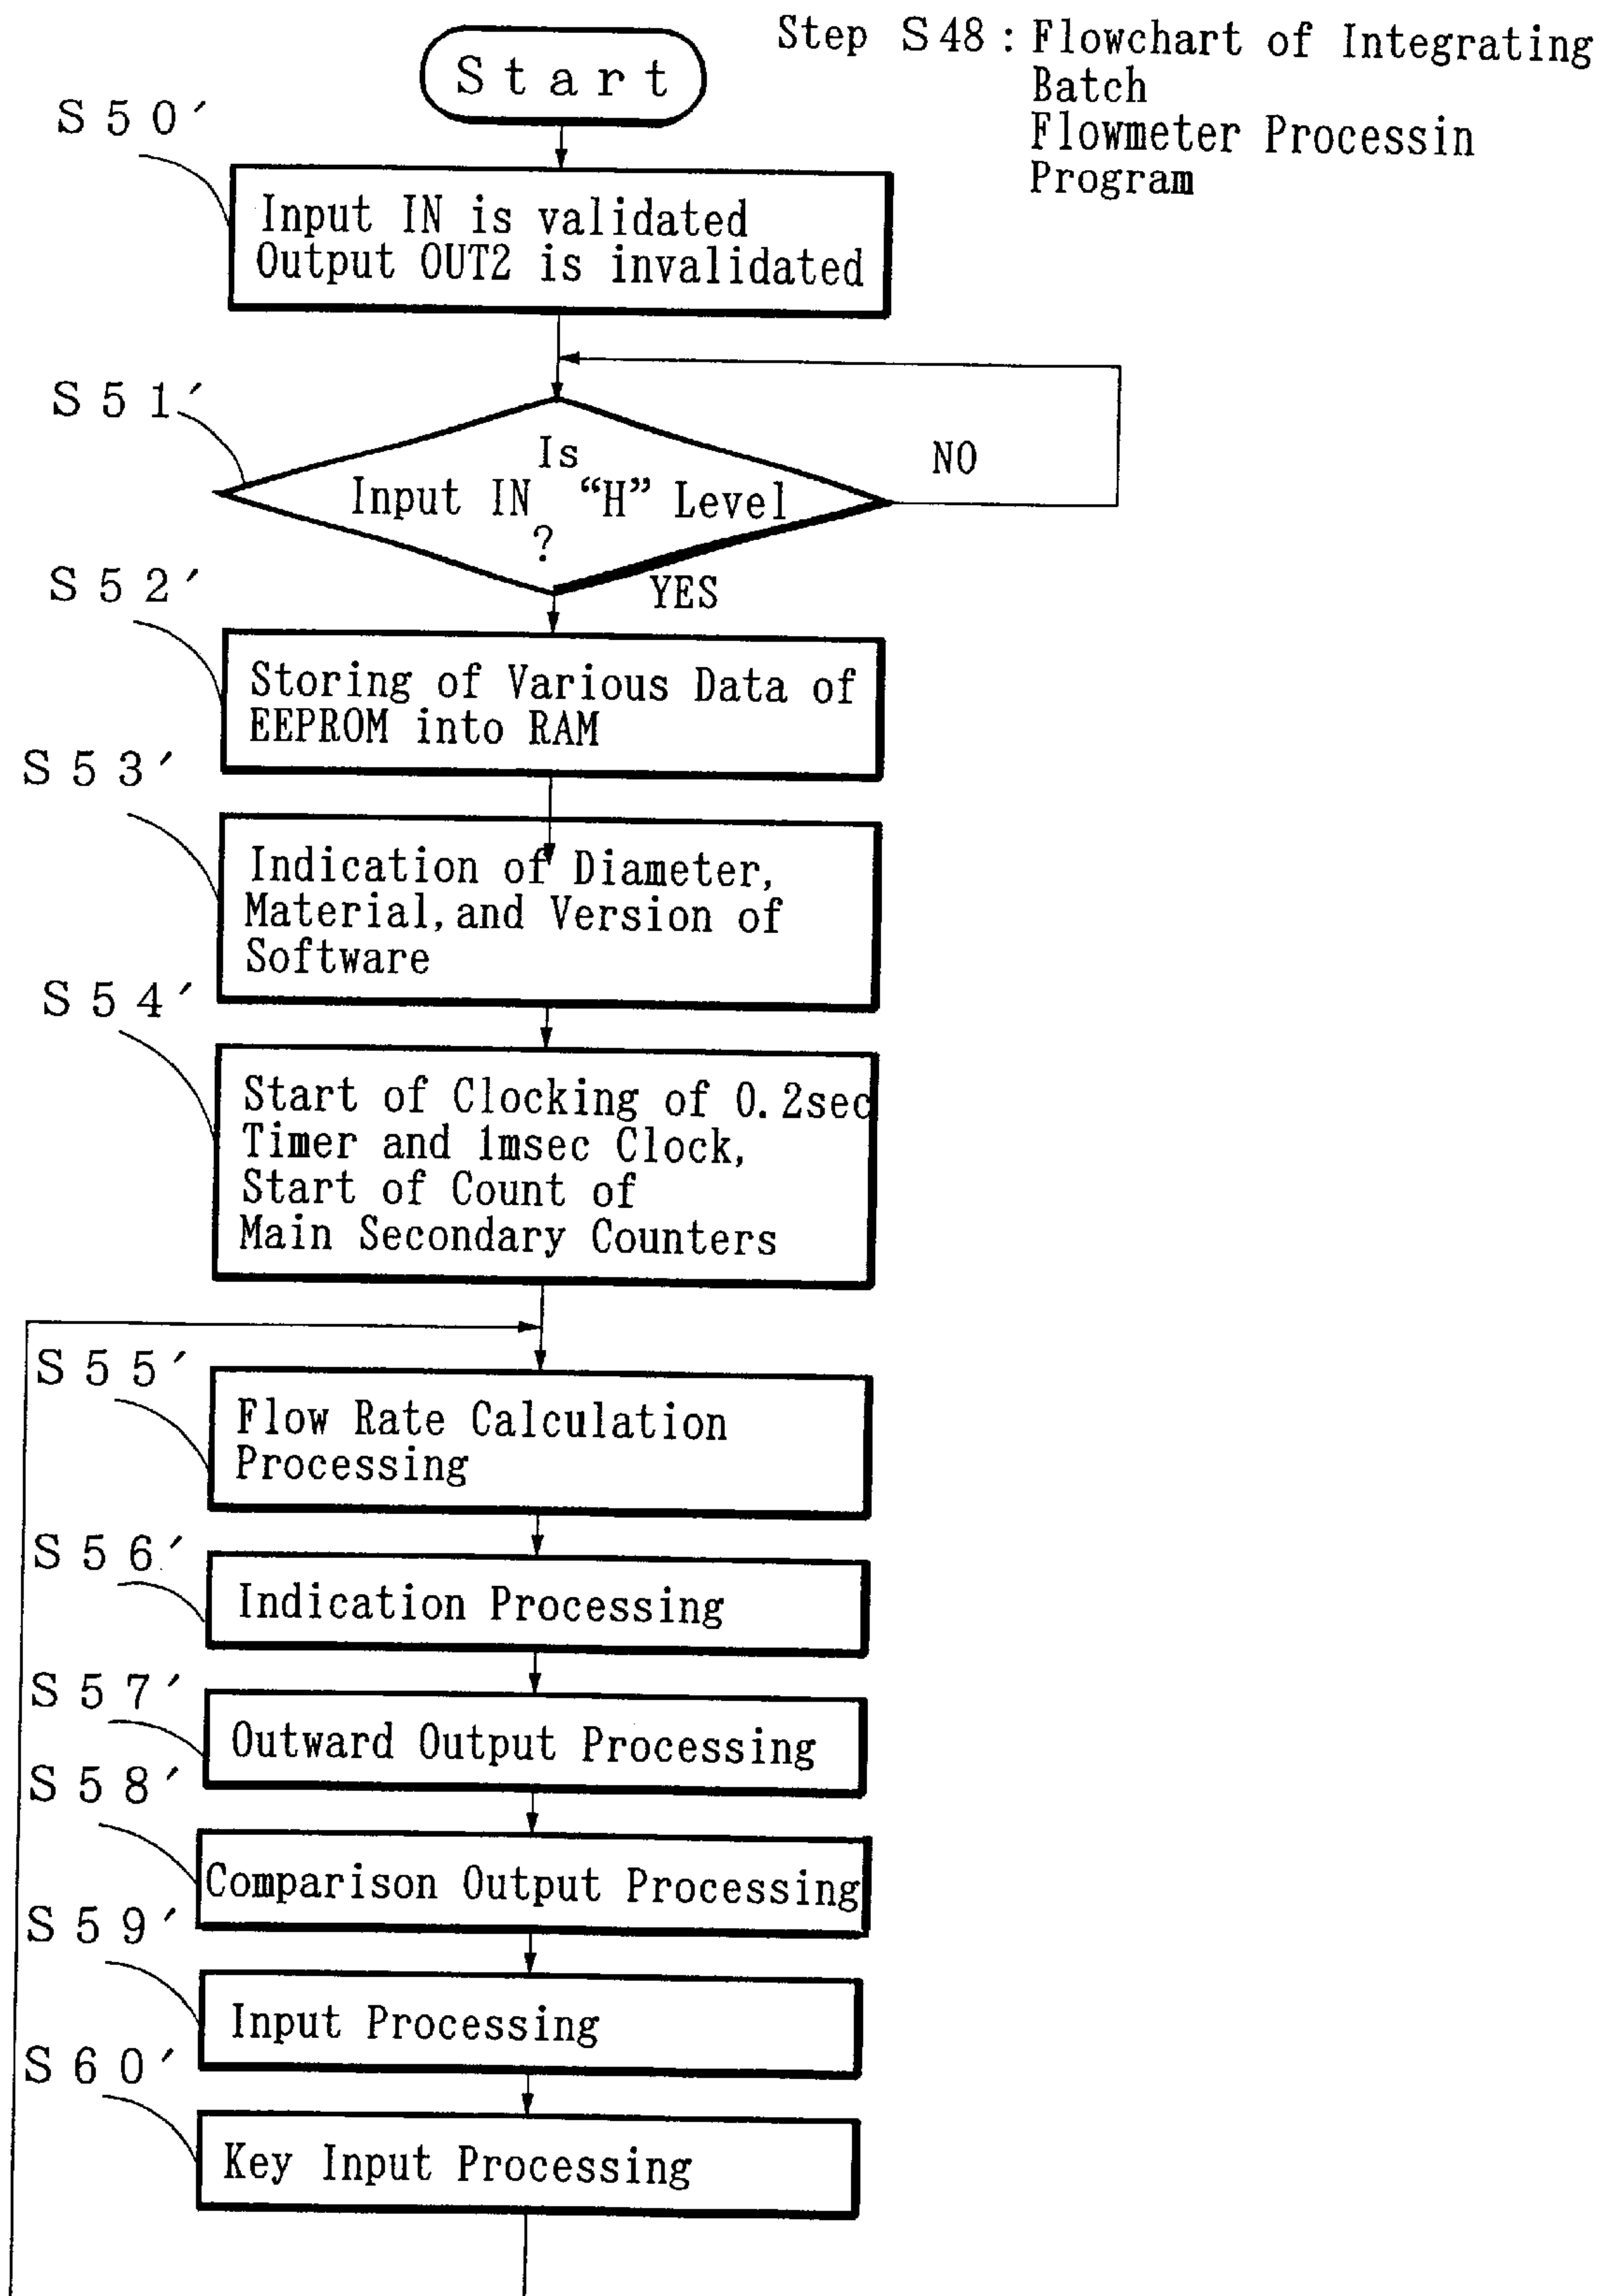 Step S48 : Flowchart of Integrating
Batch
Flowmeter Processin
Program
Start
S50′
Input IN is validated
Output OUT2 is invalidated
S51′
Is
Input IN “H” Level
?
NO
YES
S52′
Storing of Various Data of
EEPROM into RAM
S53′
Indication of Diameter,
Material, and Version of
Software
S54′
Start of Clocking of 0.2sec
Timer and 1msec Clock,
Start of Count of
Main Secondary Counters
S55′
Flow Rate Calculation
Processing
S56′
Indication Processing
S57′
Outward Output Processing
S58′
Comparison Output Processing
S59′
Input Processing
S60′
Key Input Processing